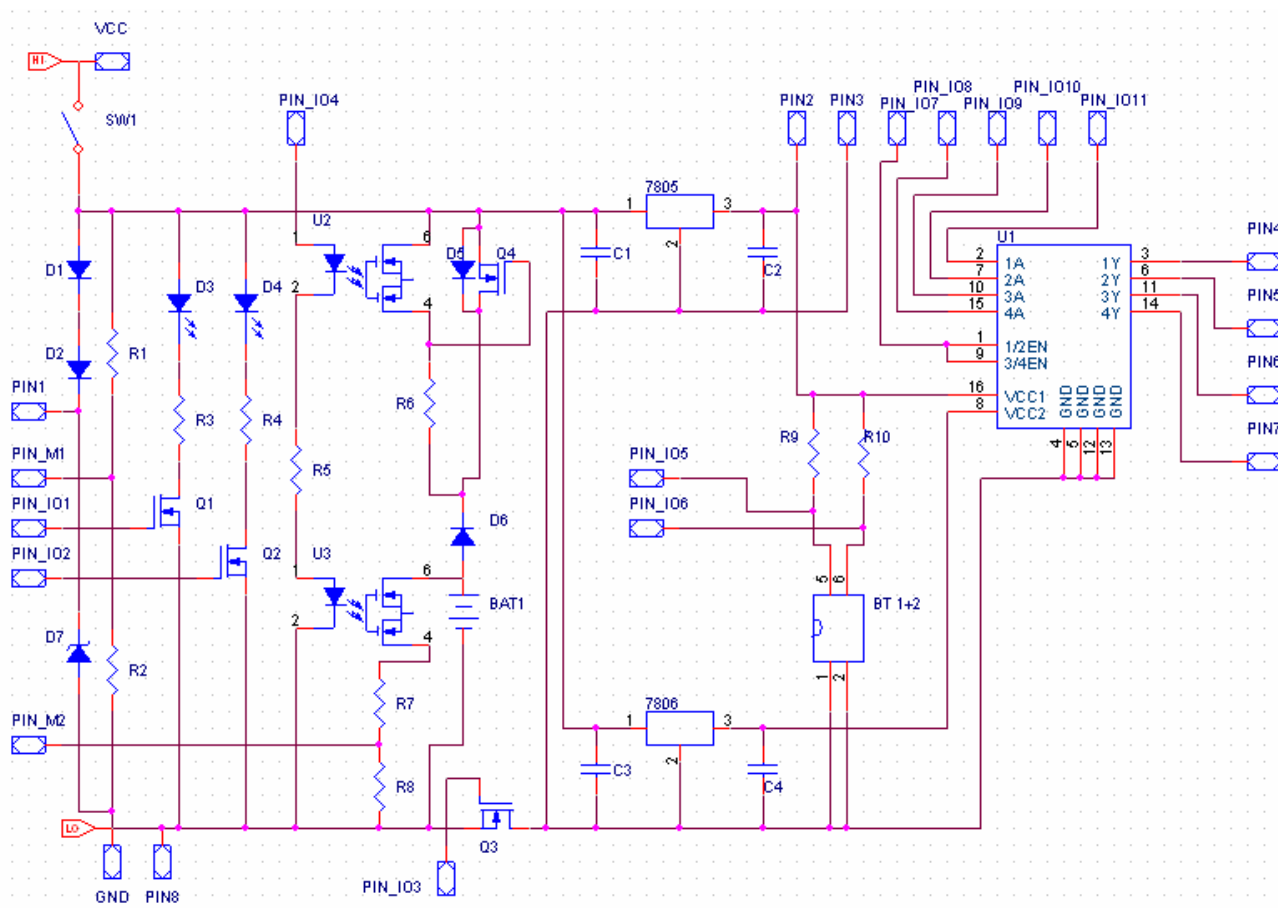 VCC
HI
SW1
PIN_IO4
PIN2
PIN3
PIN_IO7
PIN_IO8
PIN_IO9
PIN_IO10
PIN_IO11
U2
1
2
6
4
D5
Q4
1
7805
3
2
C1
C2
U1
2 1A 1Y 3
7 2A 2Y 6
10 3A 3Y 11
15 4A 4Y 14
1 1/2EN
9 3/4EN
16 VCC1
8 VCC2
GND GND GND GND
4 5 12 13
PIN4
PIN5
PIN6
PIN7
D1
D2
D3
D4
R1
R3
R4
R5
R6
R9
R10
PIN1
PIN_M1
PIN_IO1
PIN_IO2
Q1
Q2
PIN_IO5
PIN_IO6
D6
U3
1
2
6
4
BAT1
5 6
BT 1+2
1 2
D7
R2
PIN_M2
R7
R8
1
7806
3
2
C3
C4
LO
Q3
GND
PIN8
PIN_IO3